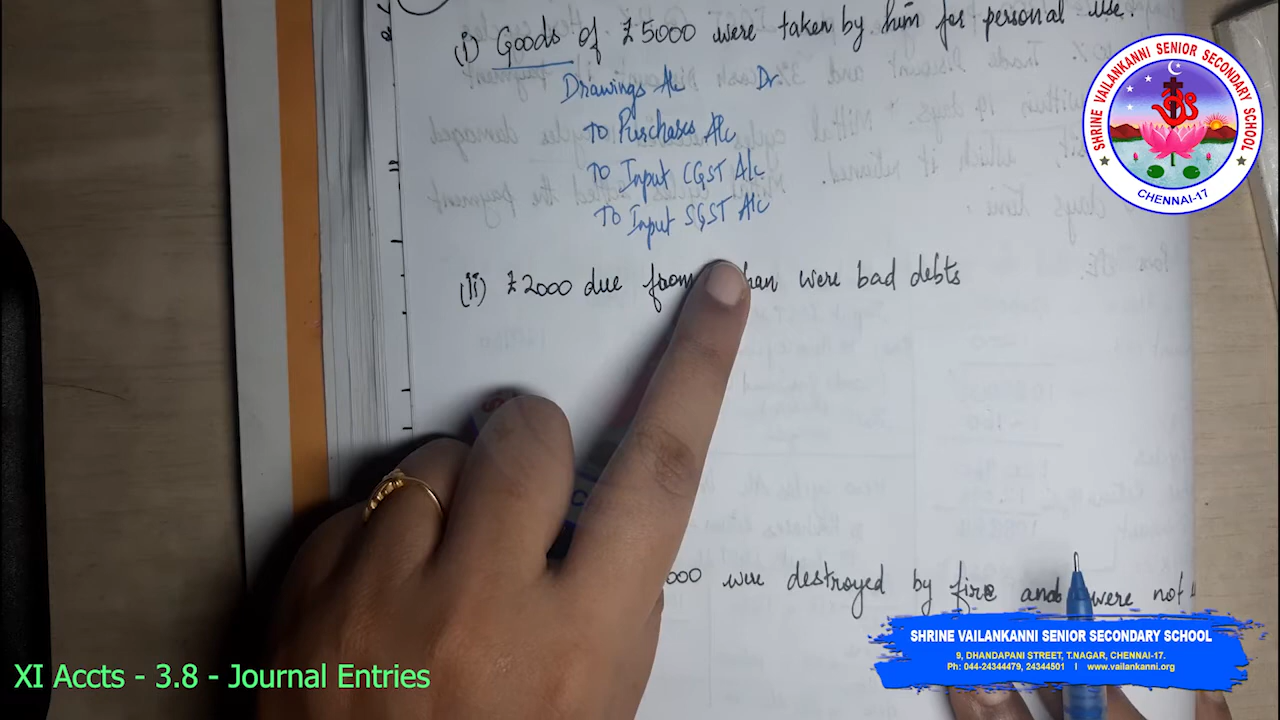 (i) Goods of ₹5000 were taken by him for personal use.
Drawings A/c Dr.
To Purchases A/c
To Input CGST A/c
To Input SGST A/c
(ii) ₹2000 due from were bad debts
000 were destroyed by fire and were not
SHRINE VAILANKANNI SENIOR SECONDARY SCHOOL
CHENNAI-17
SHRINE VAILANKANNI SENIOR SECONDARY SCHOOL
9, DHANDAPANI STREET, T.NAGAR, CHENNAI-17.
Ph: 044-24344479, 24344501 | www.vailankanni.org
XI Accts - 3.8 - Journal Entries